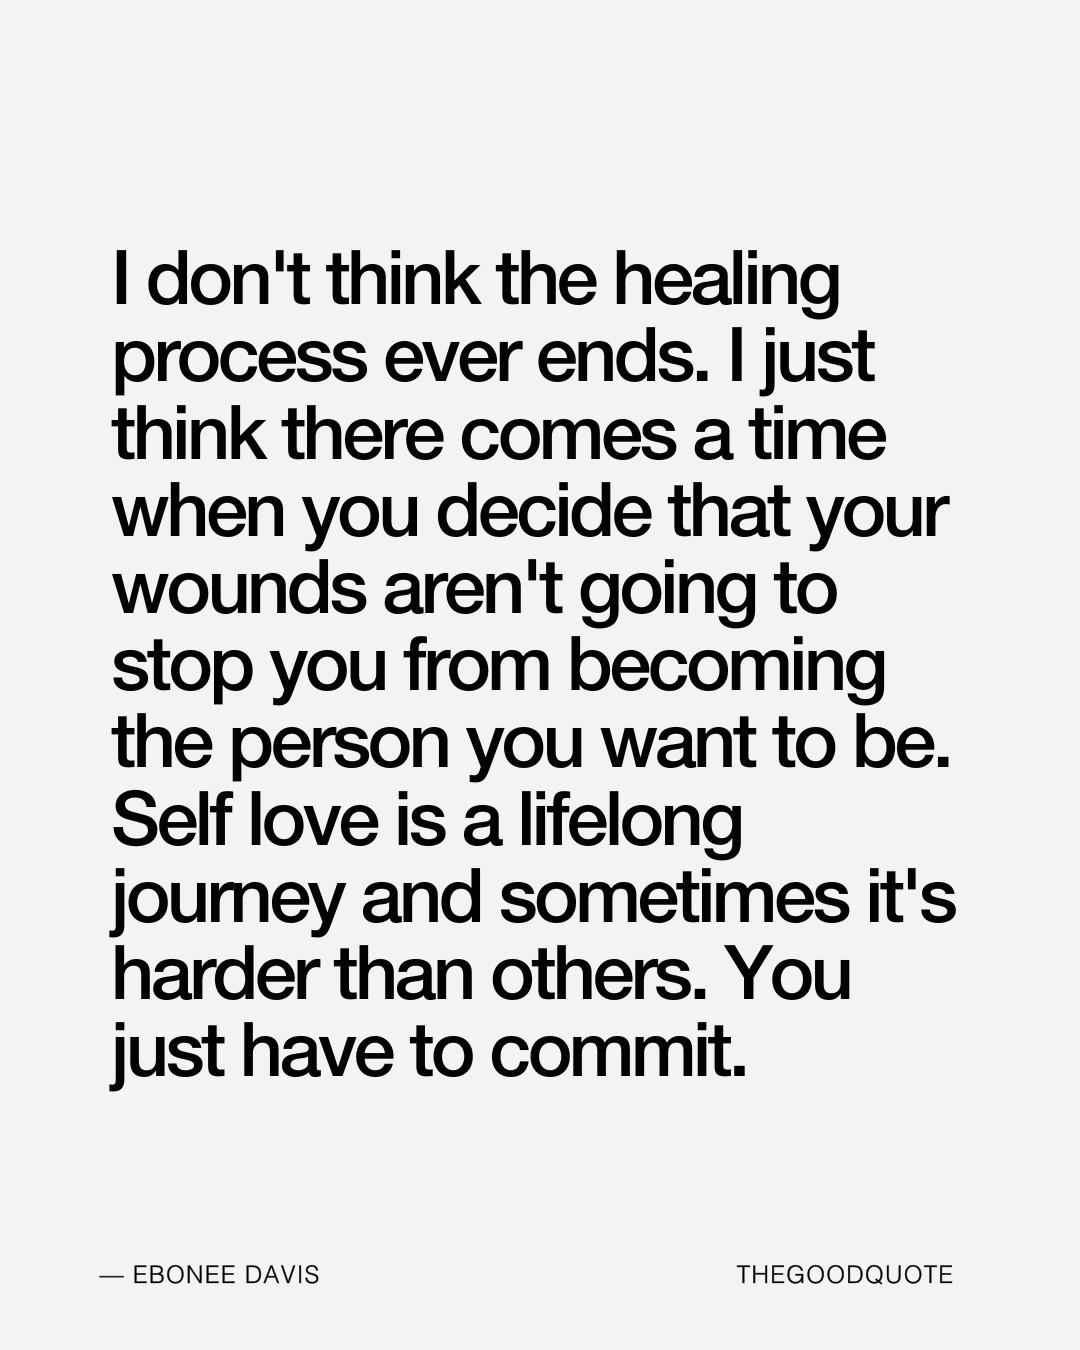 I don't think the healing
process ever ends. I just
think there comes a time
when you decide that your
wounds aren't going to
stop you from becoming
the person you want to be.
Self love is a lifelong
journey and sometimes it's
harder than others. You
just have to commit.
— EBONEE DAVIS
THEGOODQUOTE